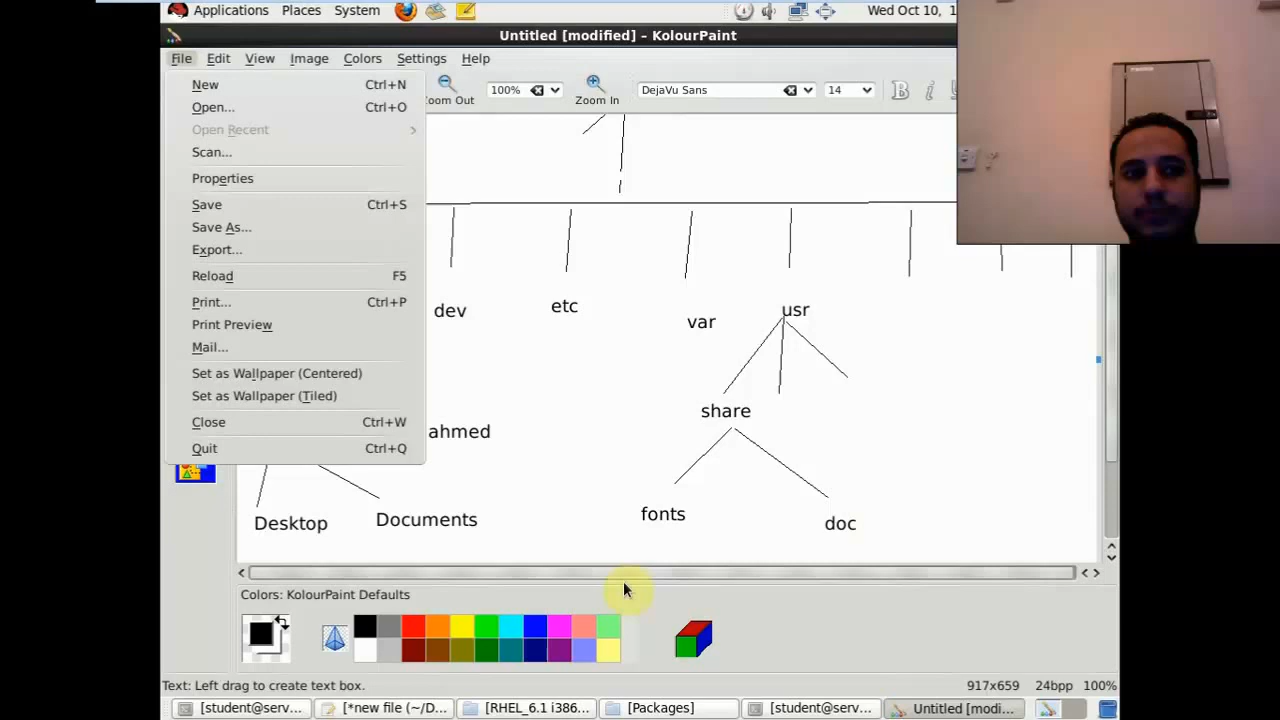 Applications Places System Wed Oct 10, 1
Untitled [modified] – KolourPaint
File Edit View Image Colors Settings Help
New Ctrl+N
Open... Ctrl+O
Open Recent
Scan...
Properties
Save Ctrl+S
Save As...
Export...
Reload F5
Print... Ctrl+P
Print Preview
Mail...
Set as Wallpaper (Centered)
Set as Wallpaper (Tiled)
Close Ctrl+W
Quit Ctrl+Q
Zoom Out 100% Zoom In DejaVu Sans 14 B i
dev etc var usr
ahmed share
Desktop Documents fonts doc
Colors: KolourPaint Defaults
Text: Left drag to create text box. 917x659 24bpp 100%
[student@serv... [*new file (~/D... [RHEL_6.1 i386... [Packages] [student@serv... Untitled [modi...